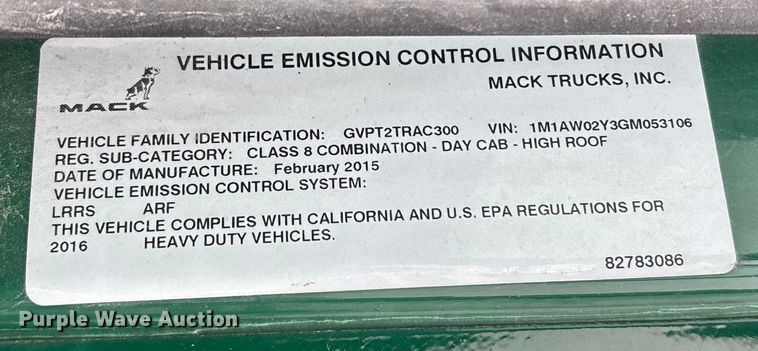 VEHICLE EMISSION CONTROL INFORMATION
MACK TRUCKS, INC.
MACK
VEHICLE FAMILY IDENTIFICATION: GVPT2TRAC300 VIN: 1M1AW02Y3GM053106
REG. SUB-CATEGORY: CLASS 8 COMBINATION - DAY CAB - HIGH ROOF
DATE OF MANUFACTURE: February 2015
VEHICLE EMISSION CONTROL SYSTEM:
LRRS ARF
THIS VEHICLE COMPLIES WITH CALIFORNIA AND U.S. EPA REGULATIONS FOR
2016 HEAVY DUTY VEHICLES.
82783086
Purple Wave Auction